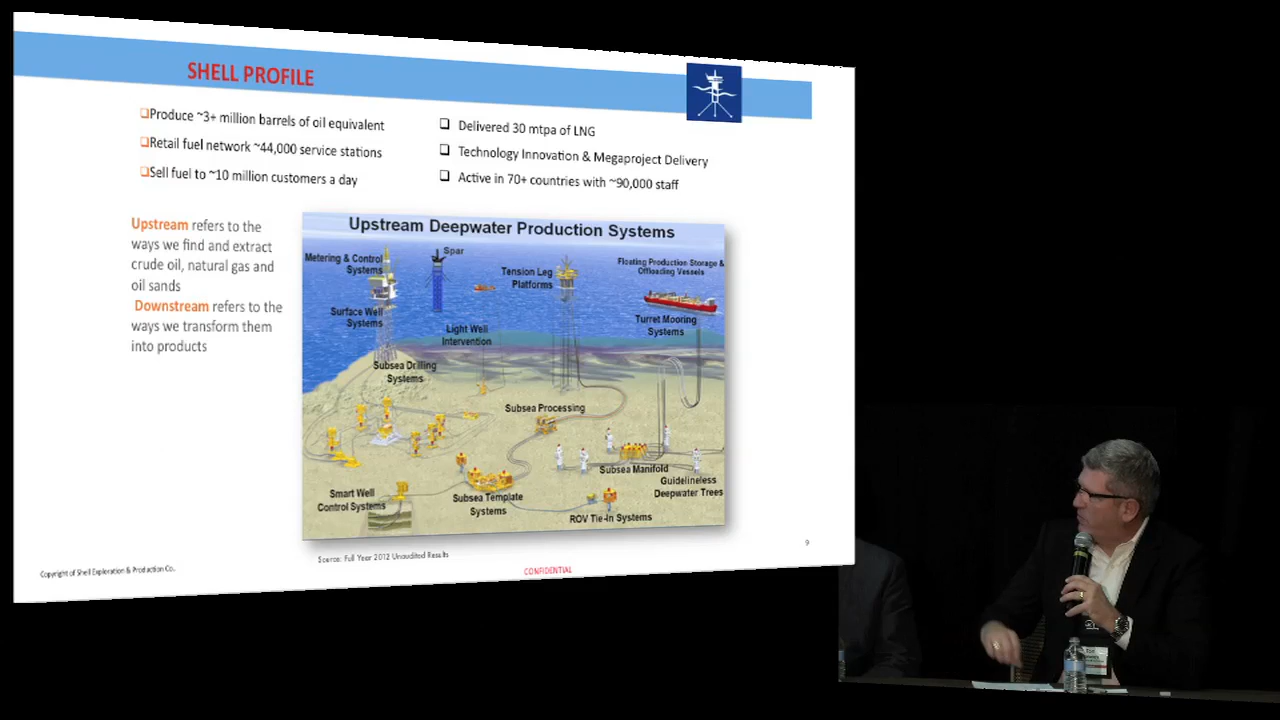 SHELL PROFILE
❑Produce ~3+ million barrels of oil equivalent
❑Retail fuel network ~44,000 service stations
❑Sell fuel to ~10 million customers a day
❑ Delivered 30 mtpa of LNG
❑ Technology Innovation & Megaproject Delivery
❑ Active in 70+ countries with ~90,000 staff
Upstream refers to the
ways we find and extract
crude oil, natural gas and
oil sands
Downstream refers to the
ways we transform them
into products
Upstream Deepwater Production Systems
Metering & Control
Systems
Spar
Tension Leg
Platforms
Floating Production Storage &
Offloading Vessels
Surface Well
Systems
Light Well
Intervention
Turret Mooring
Systems
Subsea Drilling
Systems
Subsea Processing
Subsea Manifold
Guidelineless
Deepwater Trees
Smart Well
Control Systems
Subsea Template
Systems
ROV Tie-In Systems
Source: Full Year 2012 Unaudited Results
9
Copyright of Shell Exploration & Production Co.
CONFIDENTIAL